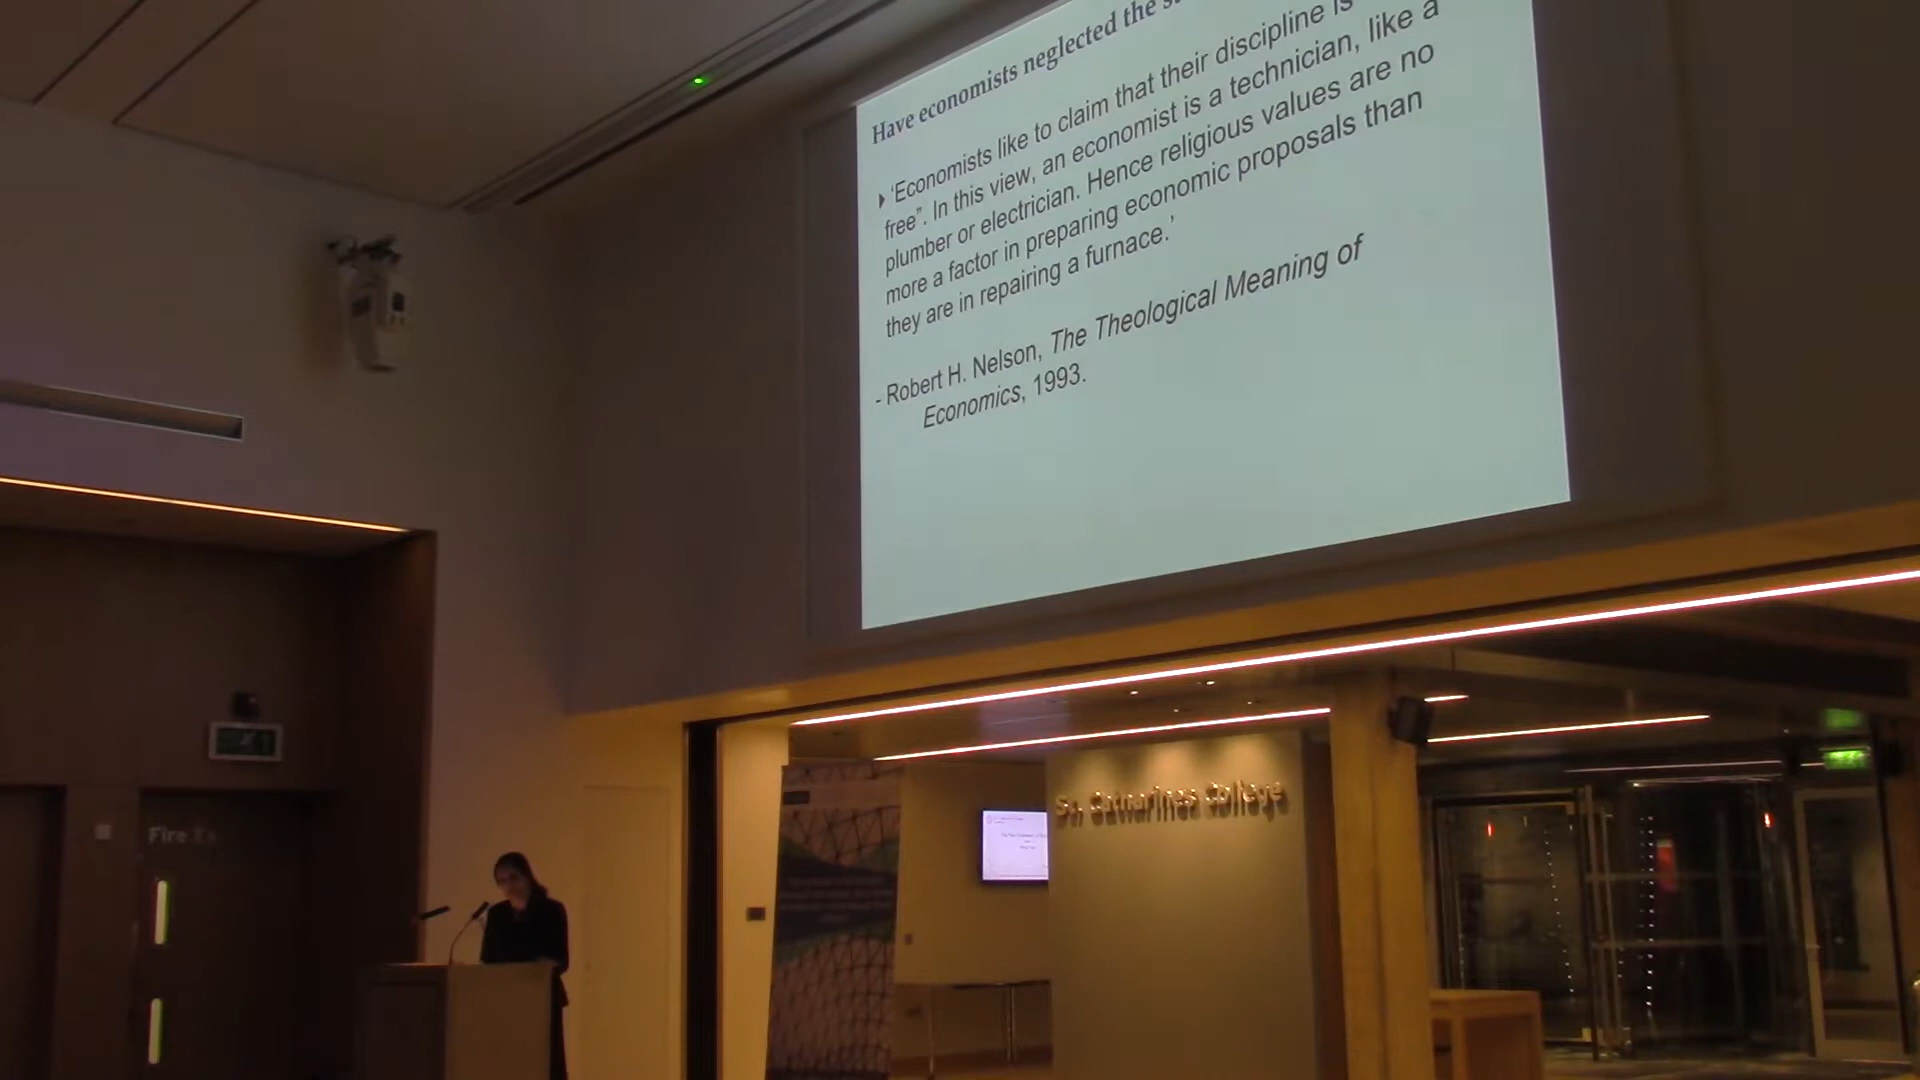 Have economists neglected the
‘Economists like to claim that their discipline is
free”. In this view, an economist is a technician, like a
plumber or electrician. Hence religious values are no
more a factor in preparing economic proposals than
they are in repairing a furnace.’
- Robert H. Nelson, The Theological Meaning of
Economics, 1993.
Fire
St. Catharines College